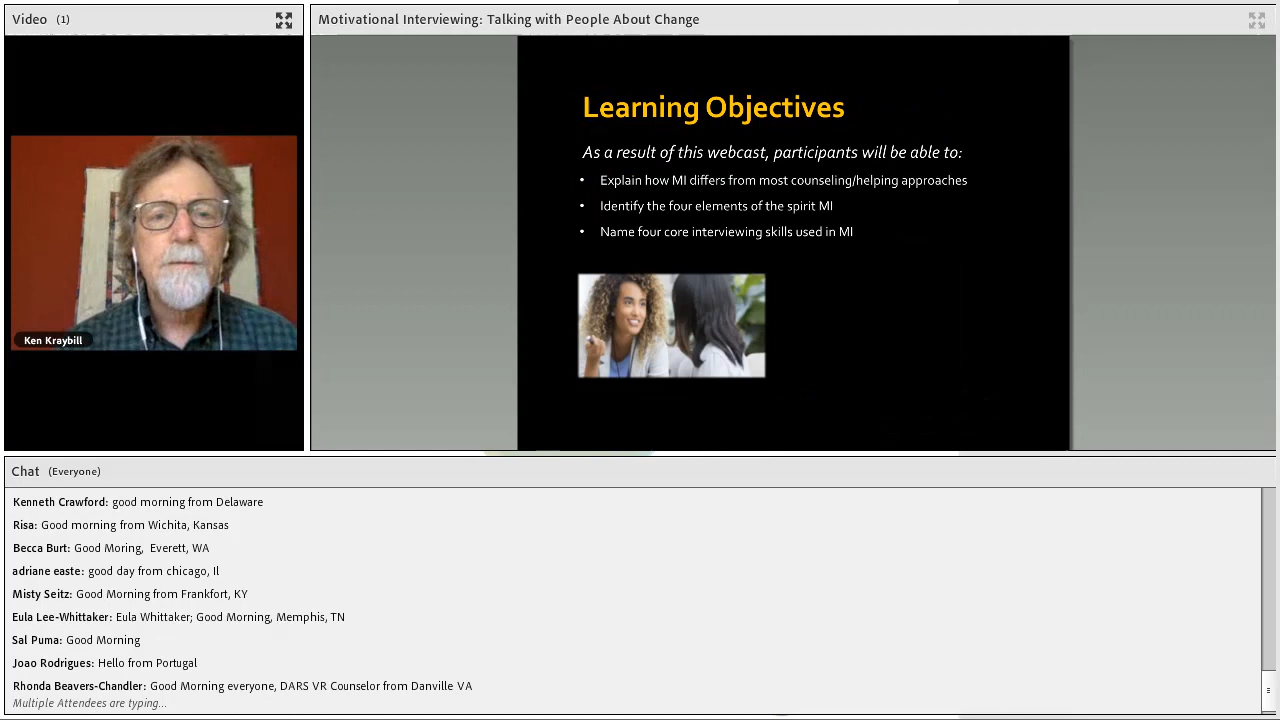 Video (1)
Motivational Interviewing: Talking with People About Change
Learning Objectives
As a result of this webcast, participants will be able to:
• Explain how MI differs from most counseling/helping approaches
• Identify the four elements of the spirit MI
• Name four core interviewing skills used in MI
Ken Kraybill
Chat (Everyone)
Kenneth Crawford: good morning from Delaware
Risa: Good morning from Wichita, Kansas
Becca Burt: Good Moring, Everett, WA
adriane easte: good day from chicago, Il
Misty Seitz: Good Morning from Frankfort, KY
Eula Lee-Whittaker: Eula Whittaker; Good Morning, Memphis, TN
Sal Puma: Good Morning
Joao Rodrigues: Hello from Portugal
Rhonda Beavers-Chandler: Good Morning everyone, DARS VR Counselor from Danville VA
Multiple Attendees are typing...